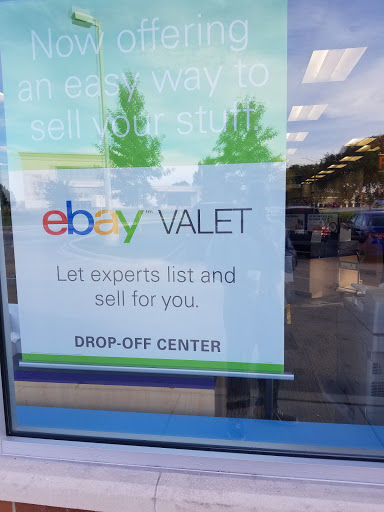 Now offering
an easy way to
sell your stuff
ebay™ VALET
Let experts list and
sell for you.
DROP-OFF CENTER